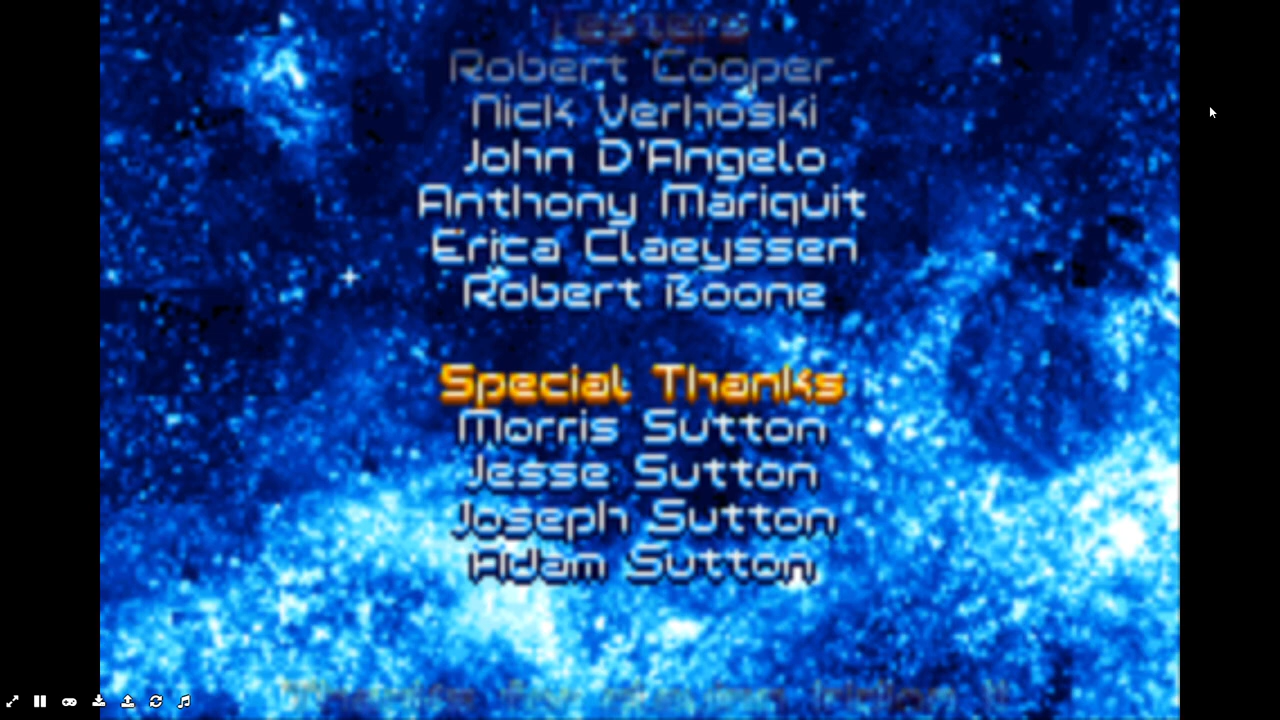 Testers
Robert Cooper
Nick Verhoski
John D'Angelo
Anthony Mariquit
Erica Claeyssen
Robert Boone
Special Thanks
Morris Sutton
Jesse Sutton
Joseph Sutton
Adam Sutton